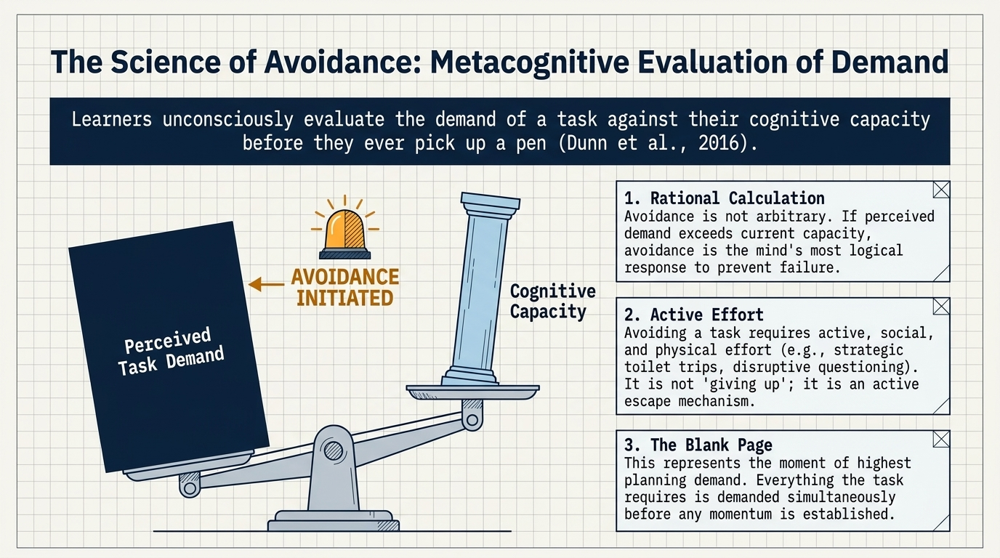 The Science of Avoidance: Metacognitive Evaluation of Demand
Learners unconsciously evaluate the demand of a task against their cognitive capacity
before they ever pick up a pen (Dunn et al., 2016).
AVOIDANCE
INITIATED
Perceived
Task Demand
Cognitive
Capacity
1. Rational Calculation
Avoidance is not arbitrary. If perceived
demand exceeds current capacity,
avoidance is the mind's most logical
response to prevent failure.
2. Active Effort
Avoiding a task requires active, social,
and physical effort (e.g., strategic
toilet trips, disruptive questioning).
It is not 'giving up'; it is an active
escape mechanism.
3. The Blank Page
This represents the moment of highest
planning demand. Everything the task
requires is demanded simultaneously
before any momentum is established.